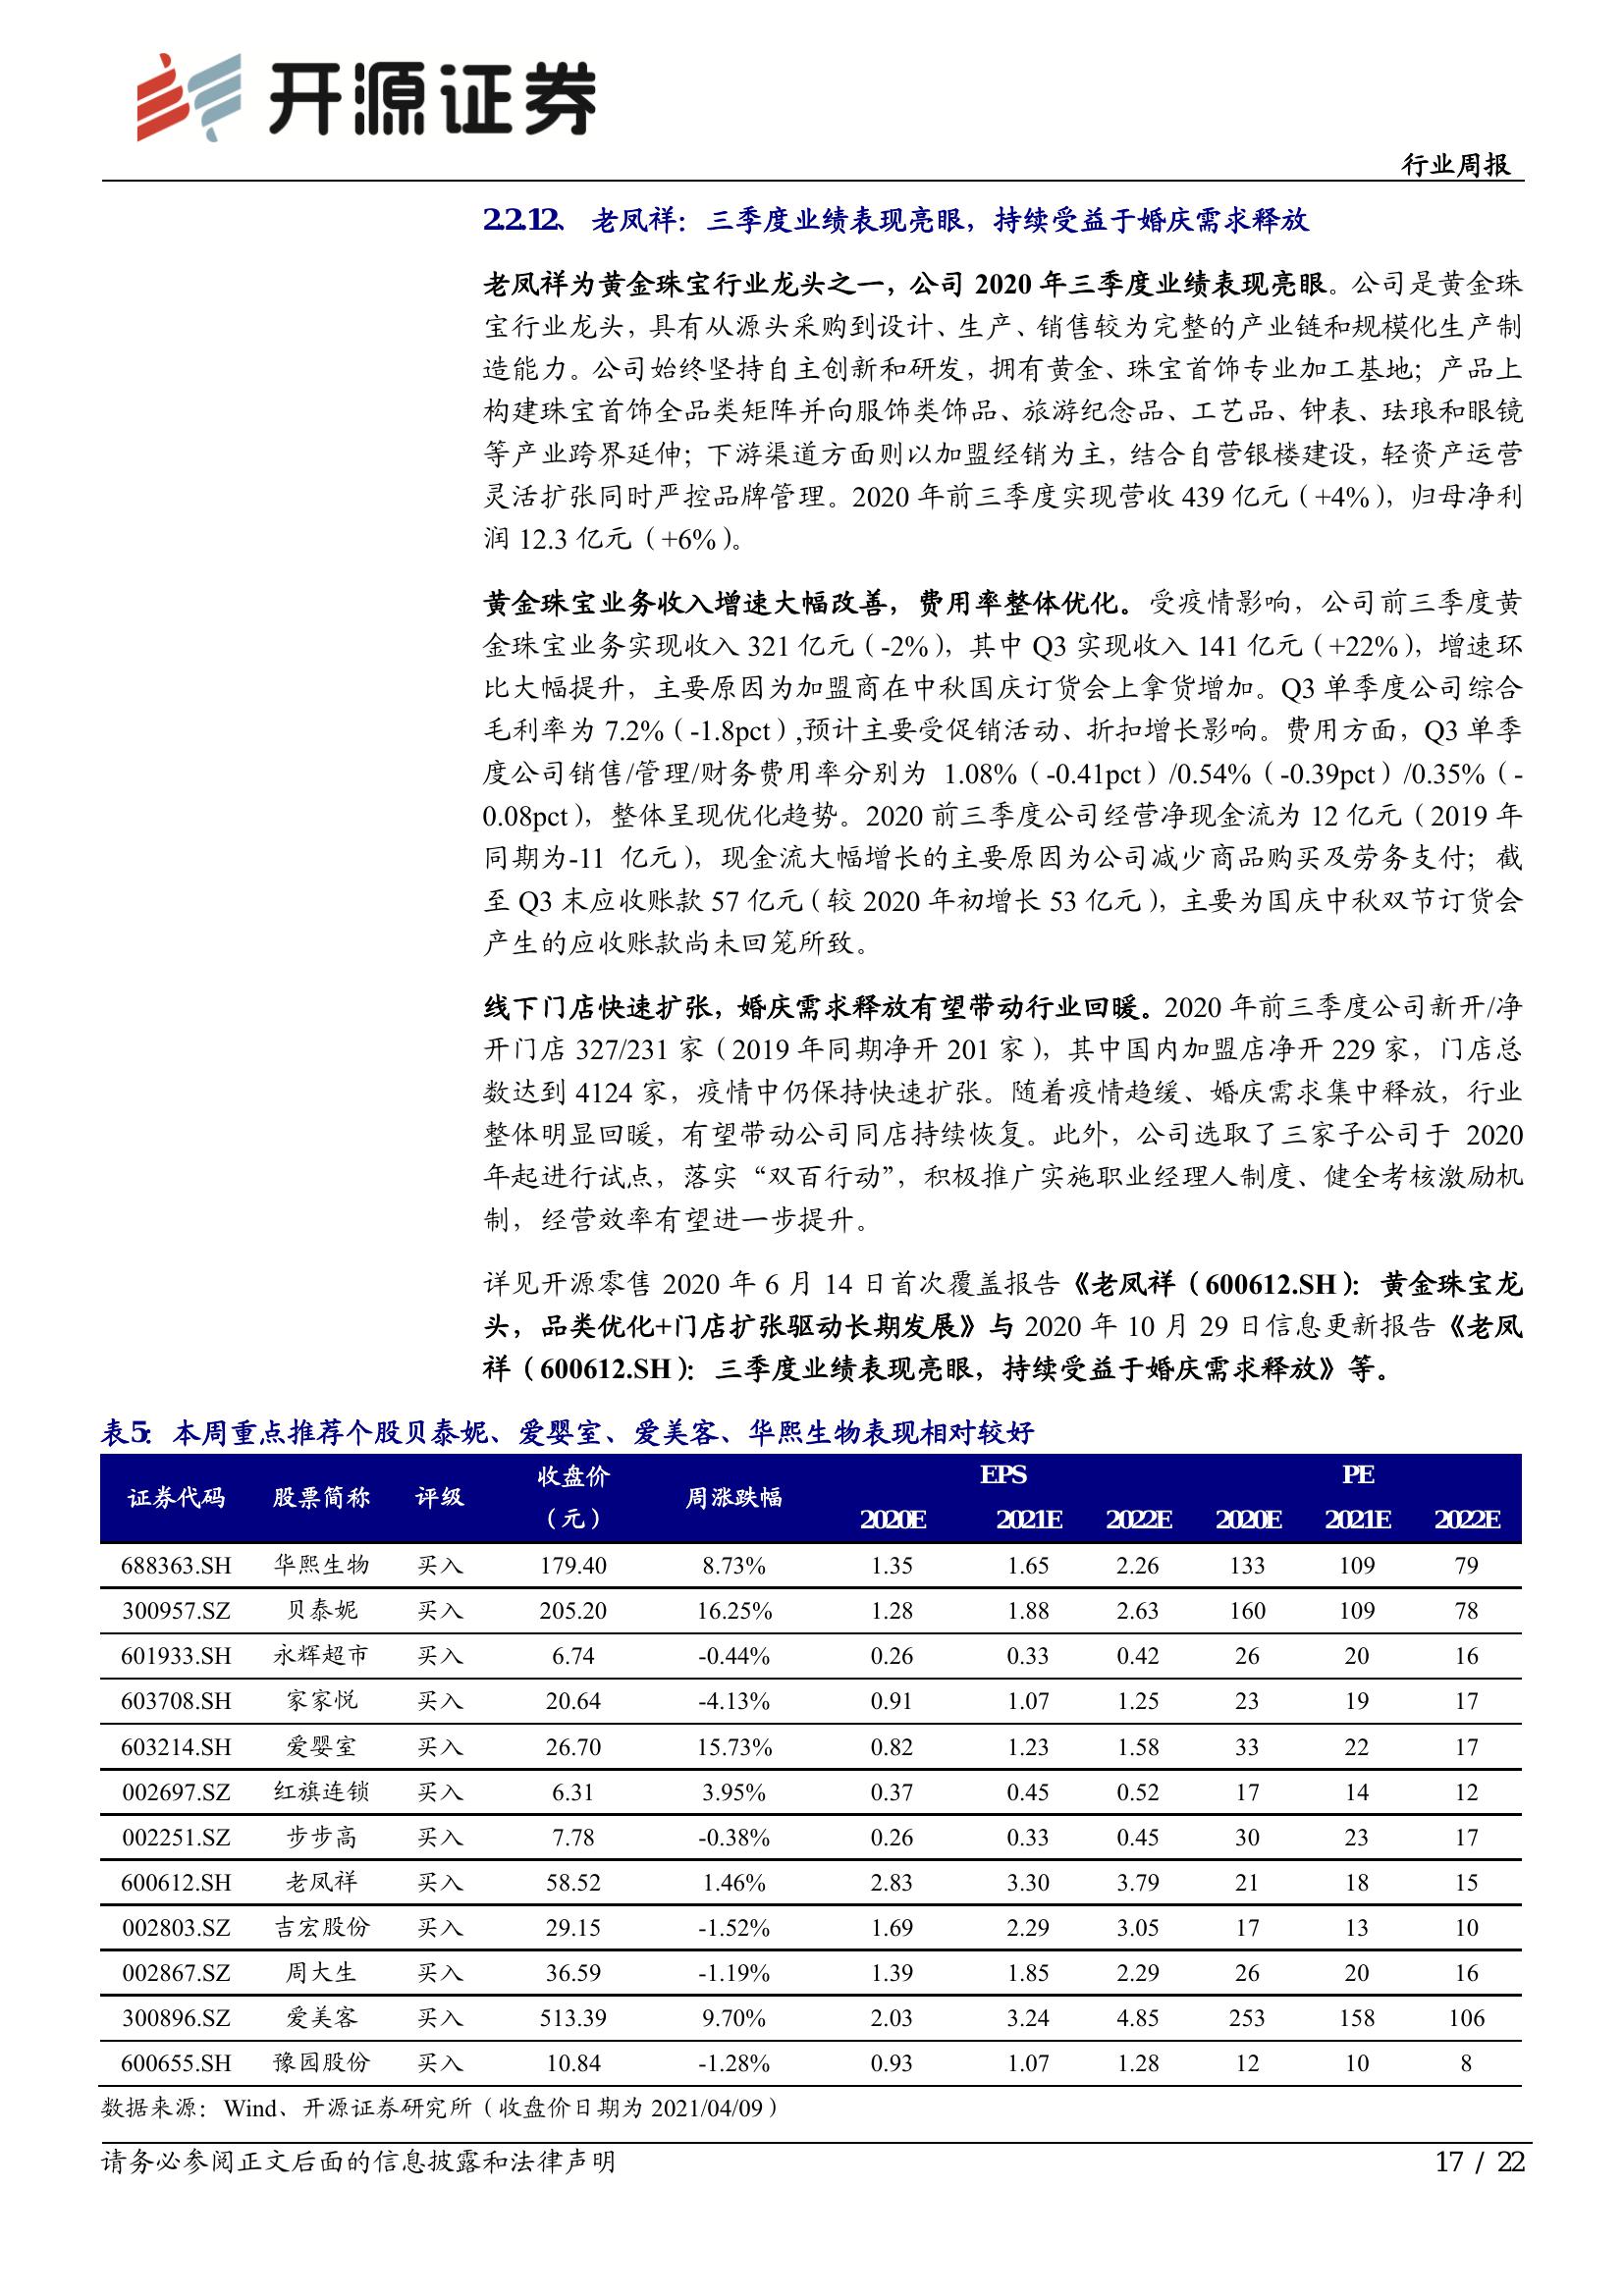 开源证券
行业周报
2.2.12、 老凤祥：三季度业绩表现亮眼，持续受益于婚庆需求释放
老凤祥为黄金珠宝行业龙头之一，公司 2020 年三季度业绩表现亮眼。公司是黄金珠
宝行业龙头，具有从源头采购到设计、生产、销售较为完整的产业链和规模化生产制
造能力。公司始终坚持自主创新和研发，拥有黄金、珠宝首饰专业加工基地；产品上
构建珠宝首饰全品类矩阵并向服饰类饰品、旅游纪念品、工艺品、钟表、珐琅和眼镜
等产业跨界延伸；下游渠道方面则以加盟经销为主，结合自营银楼建设，轻资产运营
灵活扩张同时严控品牌管理。2020 年前三季度实现营收 439 亿元（+4%），归母净利
润 12.3 亿元（+6%）。
黄金珠宝业务收入增速大幅改善，费用率整体优化。受疫情影响，公司前三季度黄
金珠宝业务实现收入 321 亿元（-2%），其中 Q3 实现收入 141 亿元（+22%），增速环
比大幅提升，主要原因为加盟商在中秋国庆订货会上拿货增加。Q3 单季度公司综合
毛利率为 7.2%（-1.8pct）,预计主要受促销活动、折扣增长影响。费用方面，Q3 单季
度公司销售/管理/财务费用率分别为 1.08%（-0.41pct）/0.54%（-0.39pct）/0.35%（-
0.08pct），整体呈现优化趋势。2020 前三季度公司经营净现金流为 12 亿元（2019 年
同期为-11 亿元），现金流大幅增长的主要原因为公司减少商品购买及劳务支付；截
至 Q3 末应收账款 57 亿元（较 2020 年初增长 53 亿元），主要为国庆中秋双节订货会
产生的应收账款尚未回笼所致。
线下门店快速扩张，婚庆需求释放有望带动行业回暖。2020 年前三季度公司新开/净
开门店 327/231 家（2019 年同期净开 201 家），其中国内加盟店净开 229 家，门店总
数达到 4124 家，疫情中仍保持快速扩张。随着疫情趋缓、婚庆需求集中释放，行业
整体明显回暖，有望带动公司同店持续恢复。此外，公司选取了三家子公司于 2020
年起进行试点，落实“双百行动”，积极推广实施职业经理人制度、健全考核激励机
制，经营效率有望进一步提升。
详见开源零售 2020 年 6 月 14 日首次覆盖报告《老凤祥（600612.SH）：黄金珠宝龙
头，品类优化+门店扩张驱动长期发展》与 2020 年 10 月 29 日信息更新报告《老凤
祥（600612.SH）：三季度业绩表现亮眼，持续受益于婚庆需求释放》等。
表5：本周重点推荐个股贝泰妮、爱婴室、爱美客、华熙生物表现相对较好
证券代码 股票简称 评级 收盘价（元） 周涨跌幅 EPS PE
2020E 2021E 2022E 2020E 2021E 2022E
688363.SH 华熙生物 买入 179.40 8.73% 1.35 1.65 2.26 133 109 79
300957.SZ 贝泰妮 买入 205.20 16.25% 1.28 1.88 2.63 160 109 78
601933.SH 永辉超市 买入 6.74 -0.44% 0.26 0.33 0.42 26 20 16
603708.SH 家家悦 买入 20.64 -4.13% 0.91 1.07 1.25 23 19 17
603214.SH 爱婴室 买入 26.70 15.73% 0.82 1.23 1.58 33 22 17
002697.SZ 红旗连锁 买入 6.31 3.95% 0.37 0.45 0.52 17 14 12
002251.SZ 步步高 买入 7.78 -0.38% 0.26 0.33 0.45 30 23 17
600612.SH 老凤祥 买入 58.52 1.46% 2.83 3.30 3.79 21 18 15
002803.SZ 吉宏股份 买入 29.15 -1.52% 1.69 2.29 3.05 17 13 10
002867.SZ 周大生 买入 36.59 -1.19% 1.39 1.85 2.29 26 20 16
300896.SZ 爱美客 买入 513.39 9.70% 2.03 3.24 4.85 253 158 106
600655.SH 豫园股份 买入 10.84 -1.28% 0.93 1.07 1.28 12 10 8
数据来源：Wind、开源证券研究所（收盘价日期为 2021/04/09）
请务必参阅正文后面的信息披露和法律声明
17 / 22